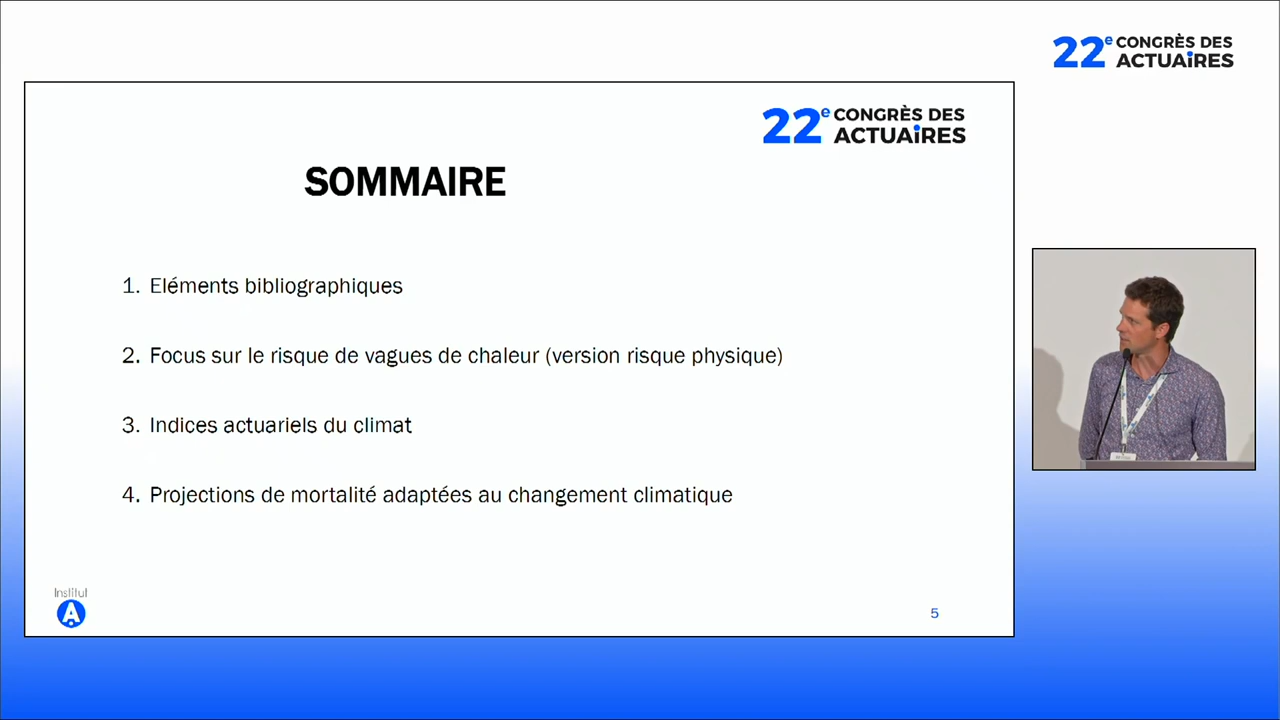 22e CONGRÈS DES
ACTUAiRES
22e CONGRÈS DES
ACTUAiRES
SOMMAIRE
1. Eléments bibliographiques
2. Focus sur le risque de vagues de chaleur (version risque physique)
3. Indices actuariels du climat
4. Projections de mortalité adaptées au changement climatique
Institut
A
5